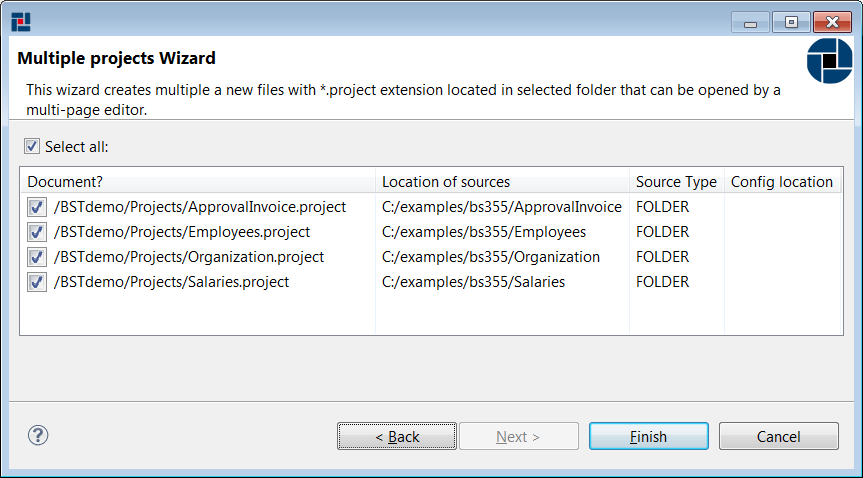 Multiple projects Wizard
This wizard creates multiple a new files with *.project extension located in selected folder that can be opened by a
multi-page editor.
Select all:
Document? Location of sources Source Type Config location
/BSTdemo/Projects/ApprovalInvoice.project C:/examples/bs355/ApprovalInvoice FOLDER
/BSTdemo/Projects/Employees.project C:/examples/bs355/Employees FOLDER
/BSTdemo/Projects/Organization.project C:/examples/bs355/Organization FOLDER
/BSTdemo/Projects/Salaries.project C:/examples/bs355/Salaries FOLDER
? < Back Next > Finish Cancel